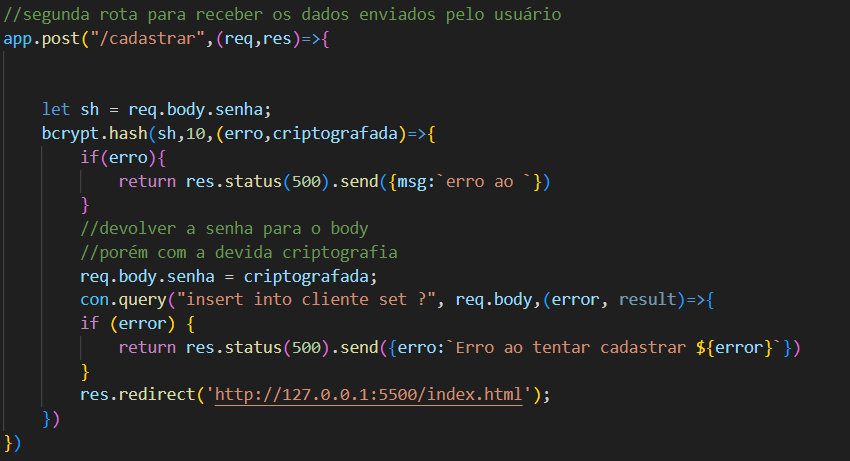 //segunda rota para receber os dados enviados pelo usuário
app.post("/cadastrar",(req,res)=>{
let sh = req.body.senha;
bcrypt.hash(sh,10,(erro,criptografada)=>{
if(erro){
return res.status(500).send({msg:`erro ao `})
}
//devolver a senha para o body
//porém com a devida criptografia
req.body.senha = criptografada;
con.query("insert into cliente set ?", req.body,(error, result)=>{
if (error) {
return res.status(500).send({erro:`Erro ao tentar cadastrar ${error}`})
}
res.redirect('http://127.0.0.1:5500/index.html');
})
})